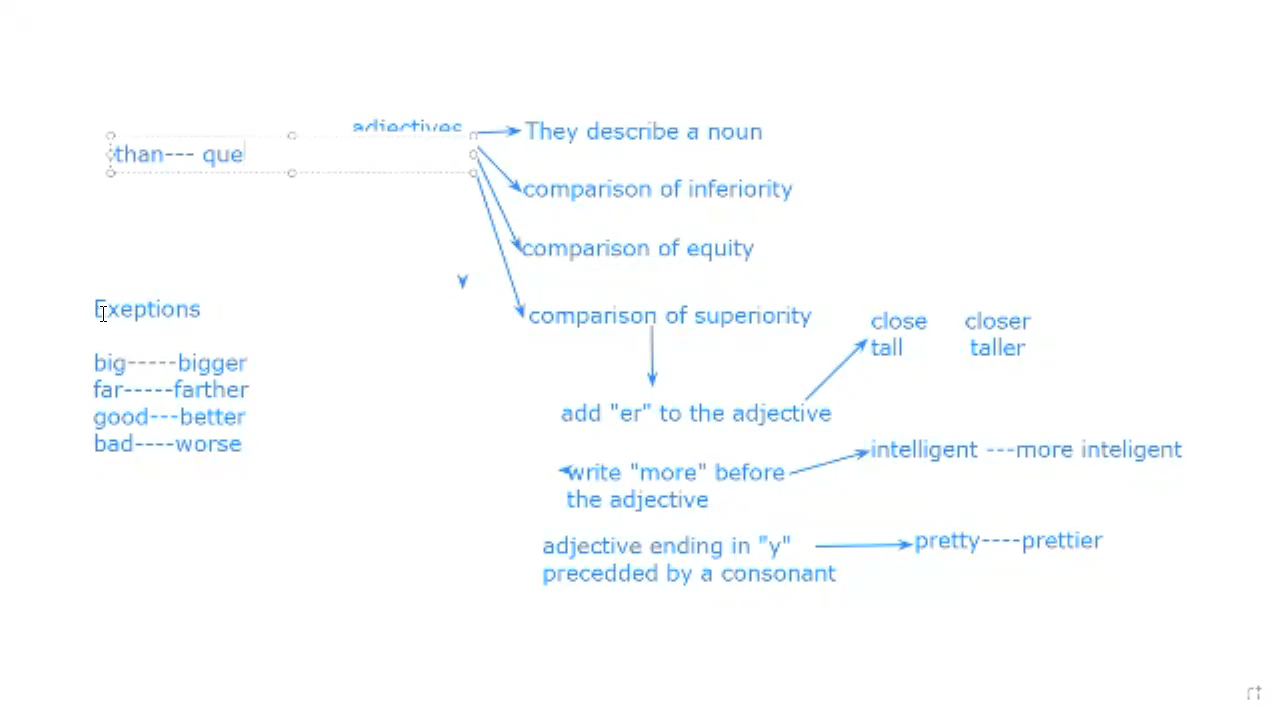 adjectives
They describe a noun
than--- que
comparison of inferiority
comparison of equity
Exeptions
comparison of superiority
close closer
tall taller
big-----bigger
far-----farther
good---better
bad----worse
add "er" to the adjective
intelligent ---more inteligent
write "more" before
the adjective
adjective ending in "y"
precedded by a consonant
pretty----prettier